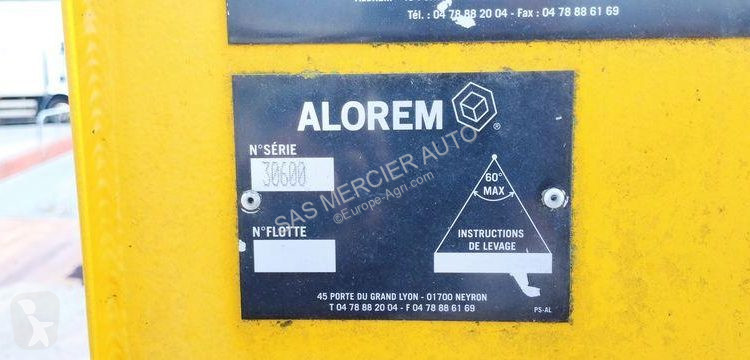 Tél. : 04 78 88 20 04 - Fax : 04 78 88 61 69
ALOREM
®
N°SÉRIE
30600
N°FLOTTE
60°
MAX
INSTRUCTIONS
DE LEVAGE
45 PORTE DU GRAND LYON - 01700 NEYRON
T 04 78 88 20 04 - F 04 78 88 61 69
PS-AL
SAS MERCIER AUTO
©Europe-Agri.com